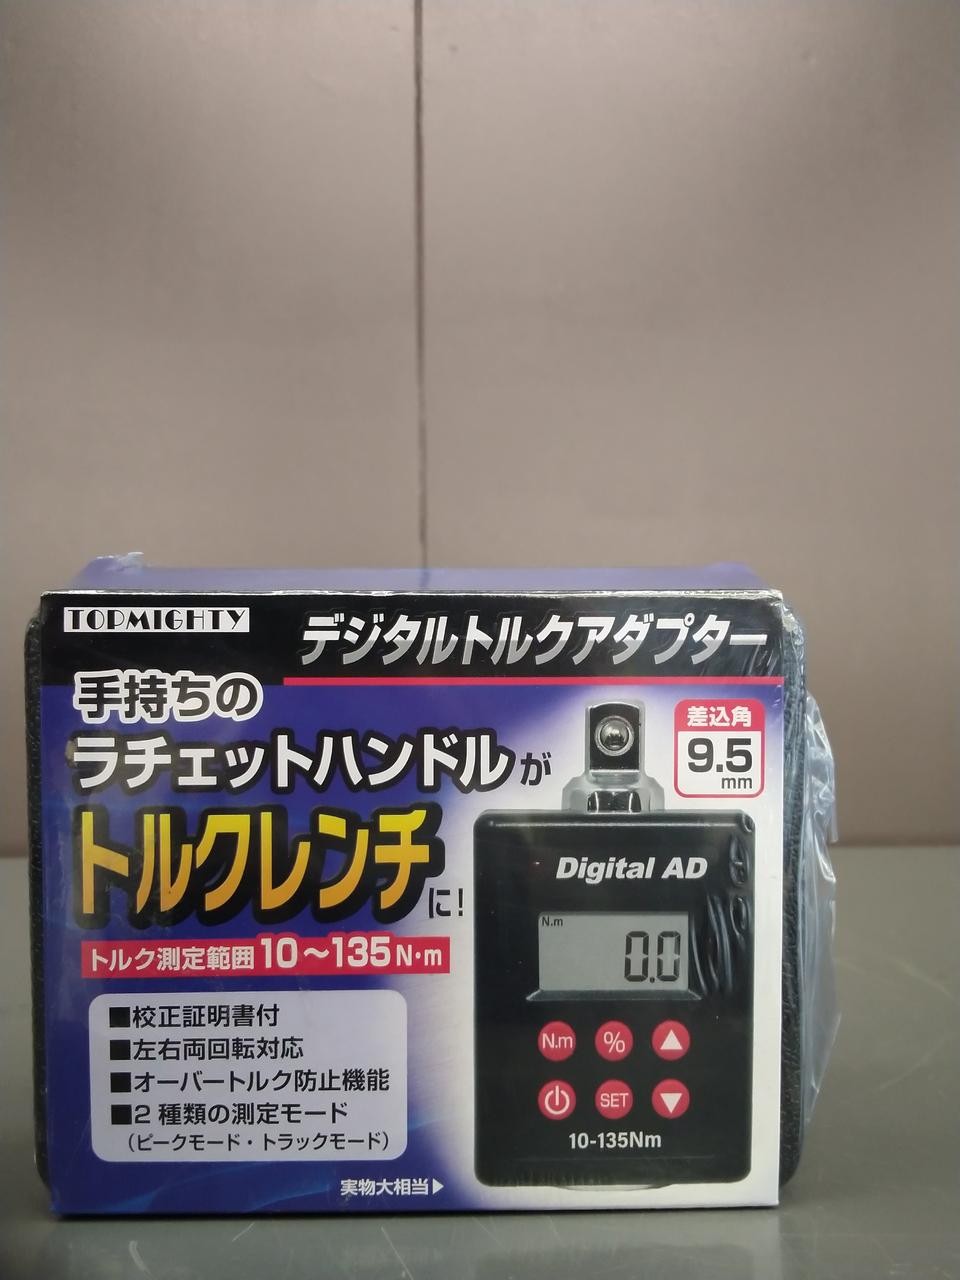 TOPMIGHTY
デジタルトルクアダプター
手持ちの
ラチェットハンドルが
トルクレンチに!
トルク測定範囲10〜135N・m
■校正証明書付
■左右両回転対応
■オーバートルク防止機能
■2種類の測定モード
(ピークモード・トラックモード)
実物大相当▶
差込角
9.5
mm
Digital AD
N.m
0.0
N.m % ▲
SET ▼
10-135Nm